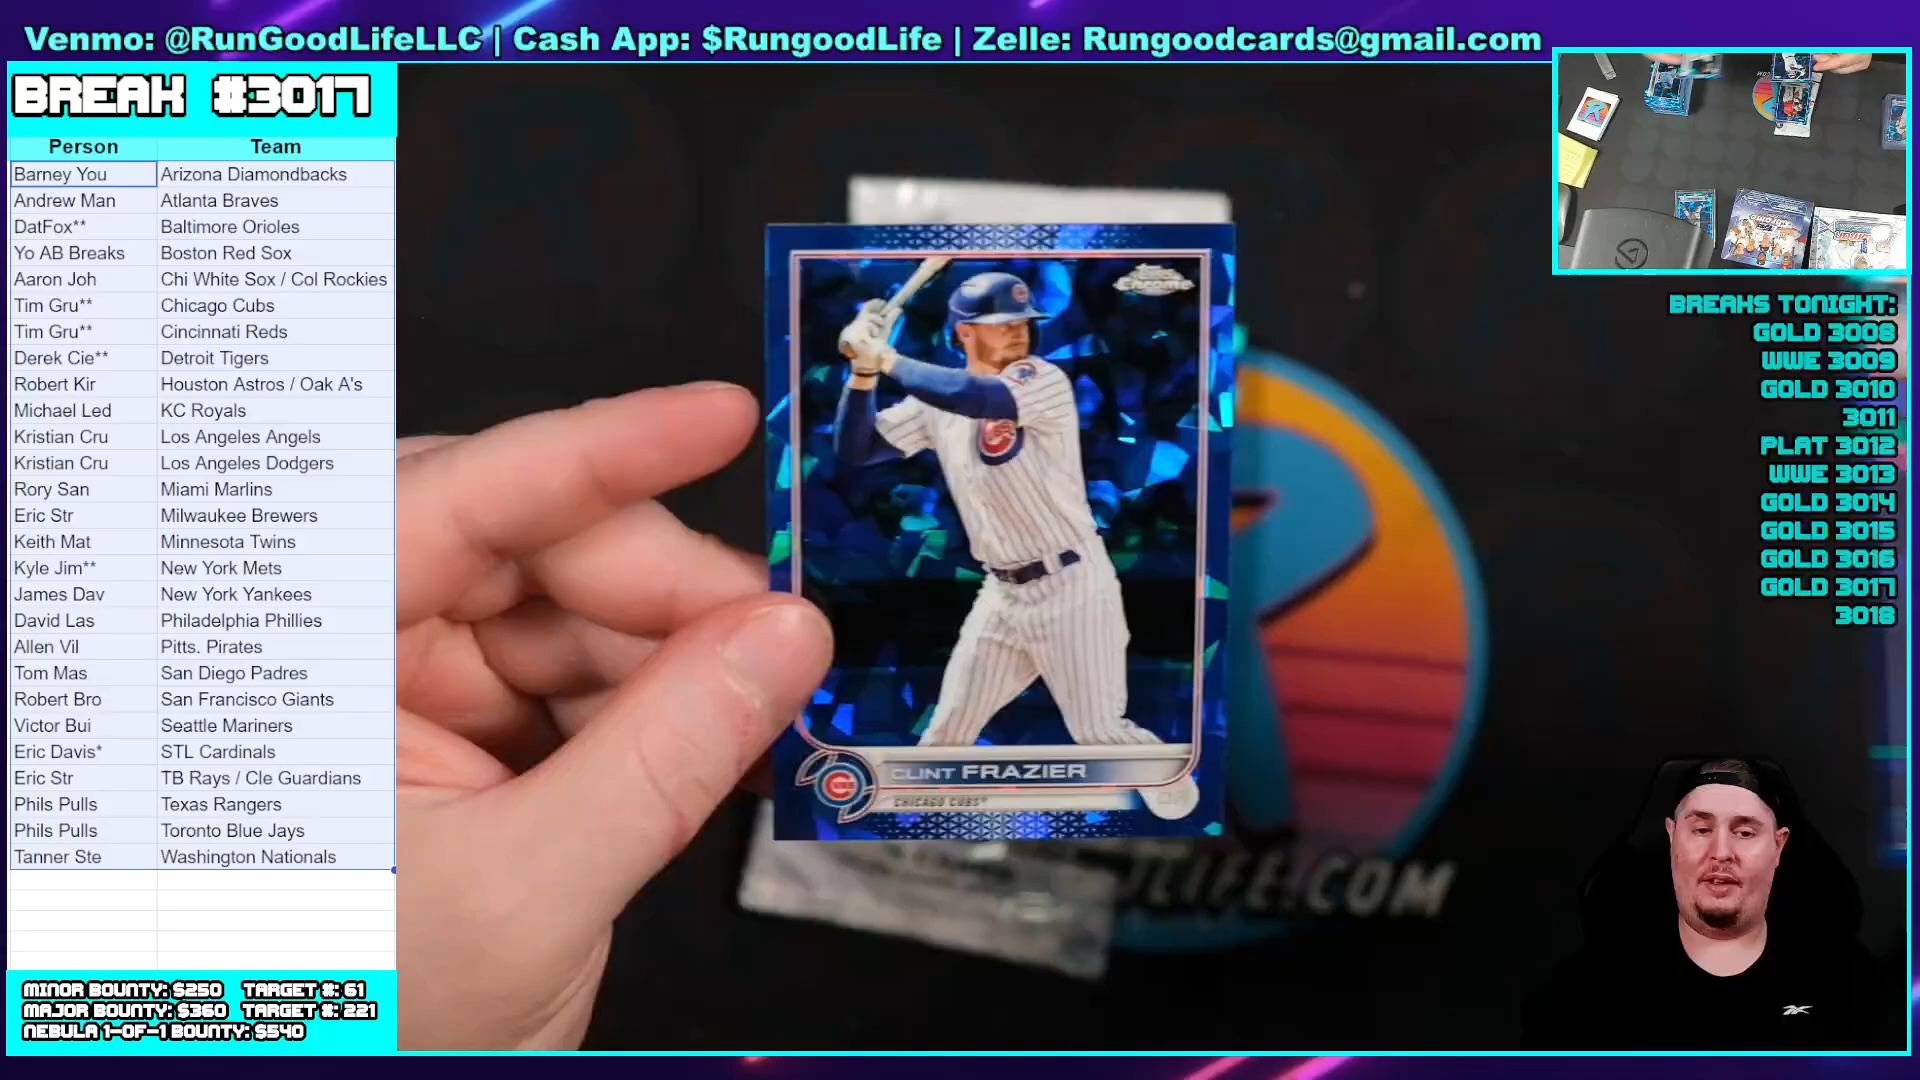 Venmo: @RunGoodLifeLLC | Cash App: $RungoodLife | Zelle: Rungoodcards@gmail.com
BREAK #3017
Person Team
Barney You Arizona Diamondbacks
Andrew Man Atlanta Braves
DatFox** Baltimore Orioles
Yo AB Breaks Boston Red Sox
Aaron Joh Chi White Sox / Col Rockies
Tim Gru** Chicago Cubs
Tim Gru** Cincinnati Reds
Derek Cie** Detroit Tigers
Robert Kir Houston Astros / Oak A's
Michael Led KC Royals
Kristian Cru Los Angeles Angels
Kristian Cru Los Angeles Dodgers
Rory San Miami Marlins
Eric Str Milwaukee Brewers
Keith Mat Minnesota Twins
Kyle Jim** New York Mets
James Dav New York Yankees
David Las Philadelphia Phillies
Allen Vil Pitts. Pirates
Tom Mas San Diego Padres
Robert Bro San Francisco Giants
Victor Bui Seattle Mariners
Eric Davis* STL Cardinals
Eric Str TB Rays / Cle Guardians
Phils Pulls Texas Rangers
Phils Pulls Toronto Blue Jays
Tanner Ste Washington Nationals
MINOR BOUNTY: $250 TARGET #: 61
MAJOR BOUNTY: $360 TARGET #: 221
NEBULA 1-OF-1 BOUNTY: $540
Topps
Chrome
CLINT FRAZIER
CHICAGO CUBS
LIFE.COM
BREAKS TONIGHT:
GOLD 3008
WWE 3009
GOLD 3010
3011
PLAT 3012
WWE 3013
GOLD 3014
GOLD 3015
GOLD 3016
GOLD 3017
3018